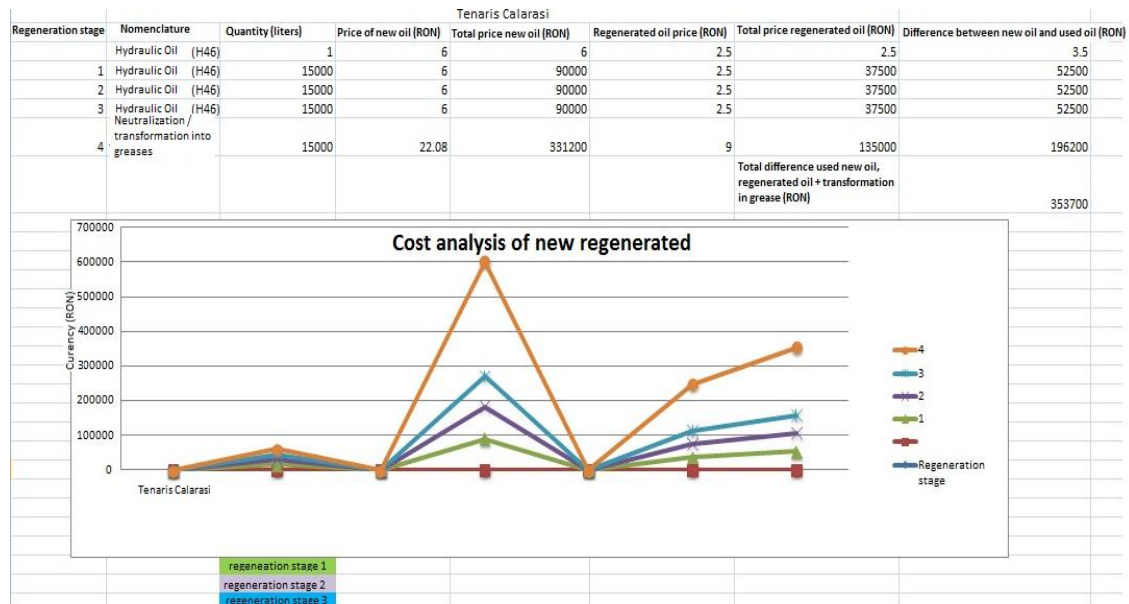 Tenaris Calarasi
Regeneration stage Nomenclature Quantity (liters) Price of new oil (RON) Total price new oil (RON) Regenerated oil price (RON) Total price regenerated oil (RON) Difference between new oil and used oil (RON)
Hydraulic Oil (H46) 1 6 6 2.5 2.5 3.5
1 Hydraulic Oil (H46) 15000 6 90000 2.5 37500 52500
2 Hydraulic Oil (H46) 15000 6 90000 2.5 37500 52500
3 Hydraulic Oil (H46) 15000 6 90000 2.5 37500 52500
Neutralization /
transformation into
4 greases 15000 22.08 331200 9 135000 196200
Total difference used new oil,
regenerated oil + transformation
in grease (RON) 353700
Cost analysis of new regenerated
700000
600000
500000
400000
300000
200000
100000
0
Curency (RON)
Tenaris Calarasi
4
3
2
1
Regeneration
stage
regeneation stage 1
regeneration stage 2
regeneration stage 3